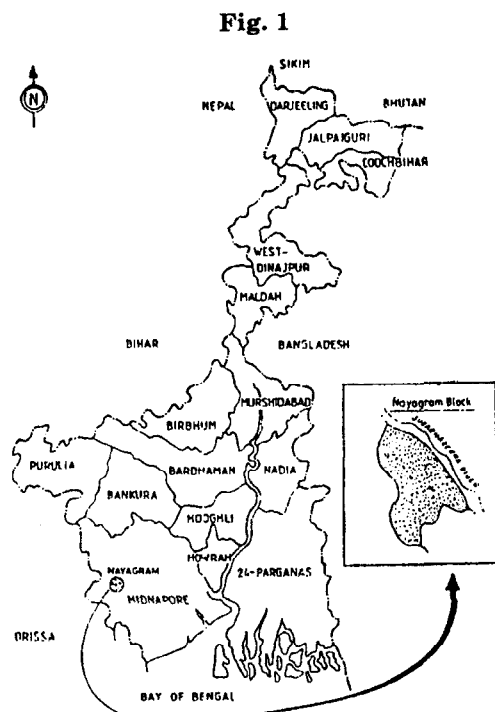 Fig. 1
SIKIM
N
NEPAL
DARJEELING
BHUTAN
JALPAIGURI
COOCHBIHAR
WEST-
DINAJPUR
MALDAH
BIHAR
BANGLADESH
MURSHIDABAD
Nayagram Block
BIRBHUM
PURULIA
BARDHAMAN
NADIA
BANKURA
HOOGHLI
HOWRAH
NAYAGRAM
24-PARGANAS
MIDNAPORE
ORISSA
BAY OF BENGAL